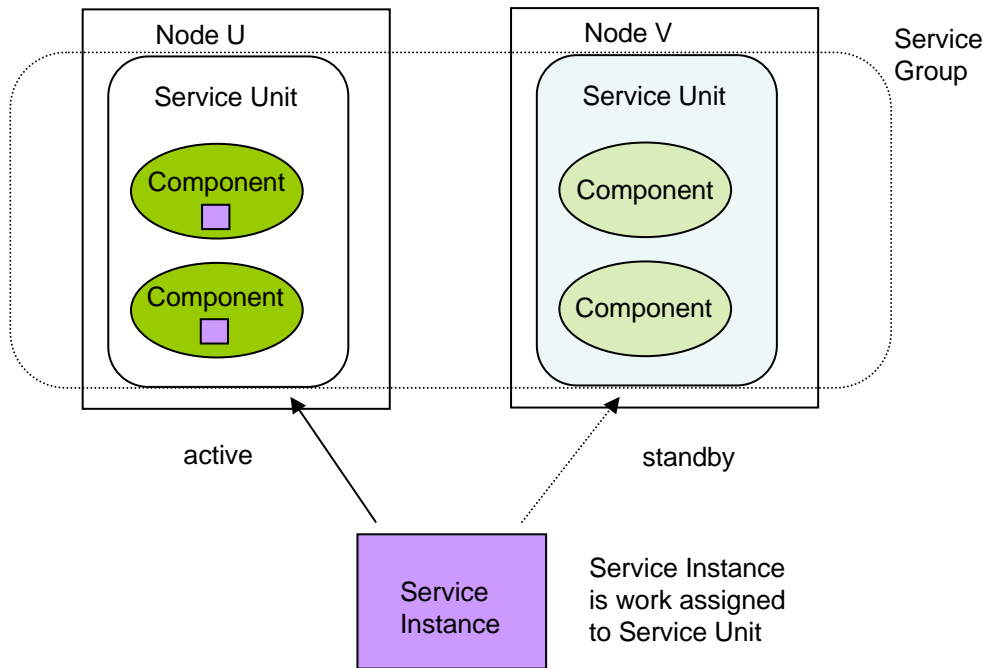 Node U
Node V
Service
Group
Service Unit
Service Unit
Component
Component
Component
Component
active
standby
Service
Instance
Service Instance
is work assigned
to Service Unit